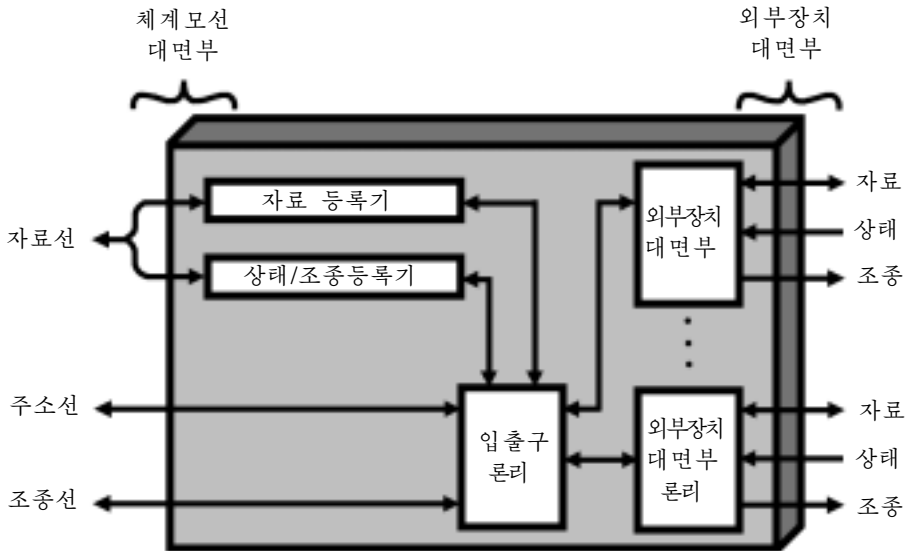 체계모선
대면부
외부장치
대면부
자료 등록기
상태/조종등록기
자료선
주소선
조종선
입출구
론리
외부장치
대면부
자료
상태
조종
외부장치
대면부
론리
자료
상태
조종